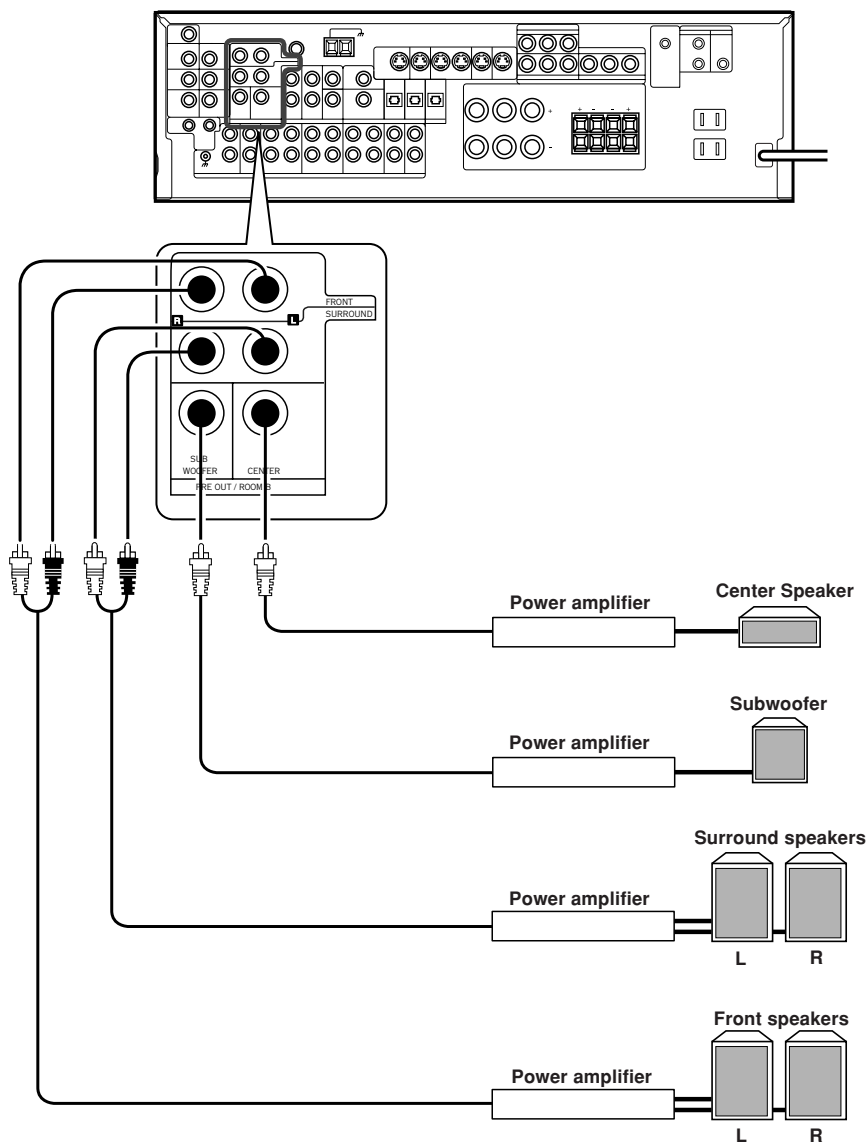 + - - +
+
-
FRONT
R L
SURROUND
SUB
WOOFER CENTER
PRE OUT / ROOM B
Power amplifier
Center Speaker
Power amplifier
Subwoofer
Surround speakers
Power amplifier
L R
Front speakers
Power amplifier
L R